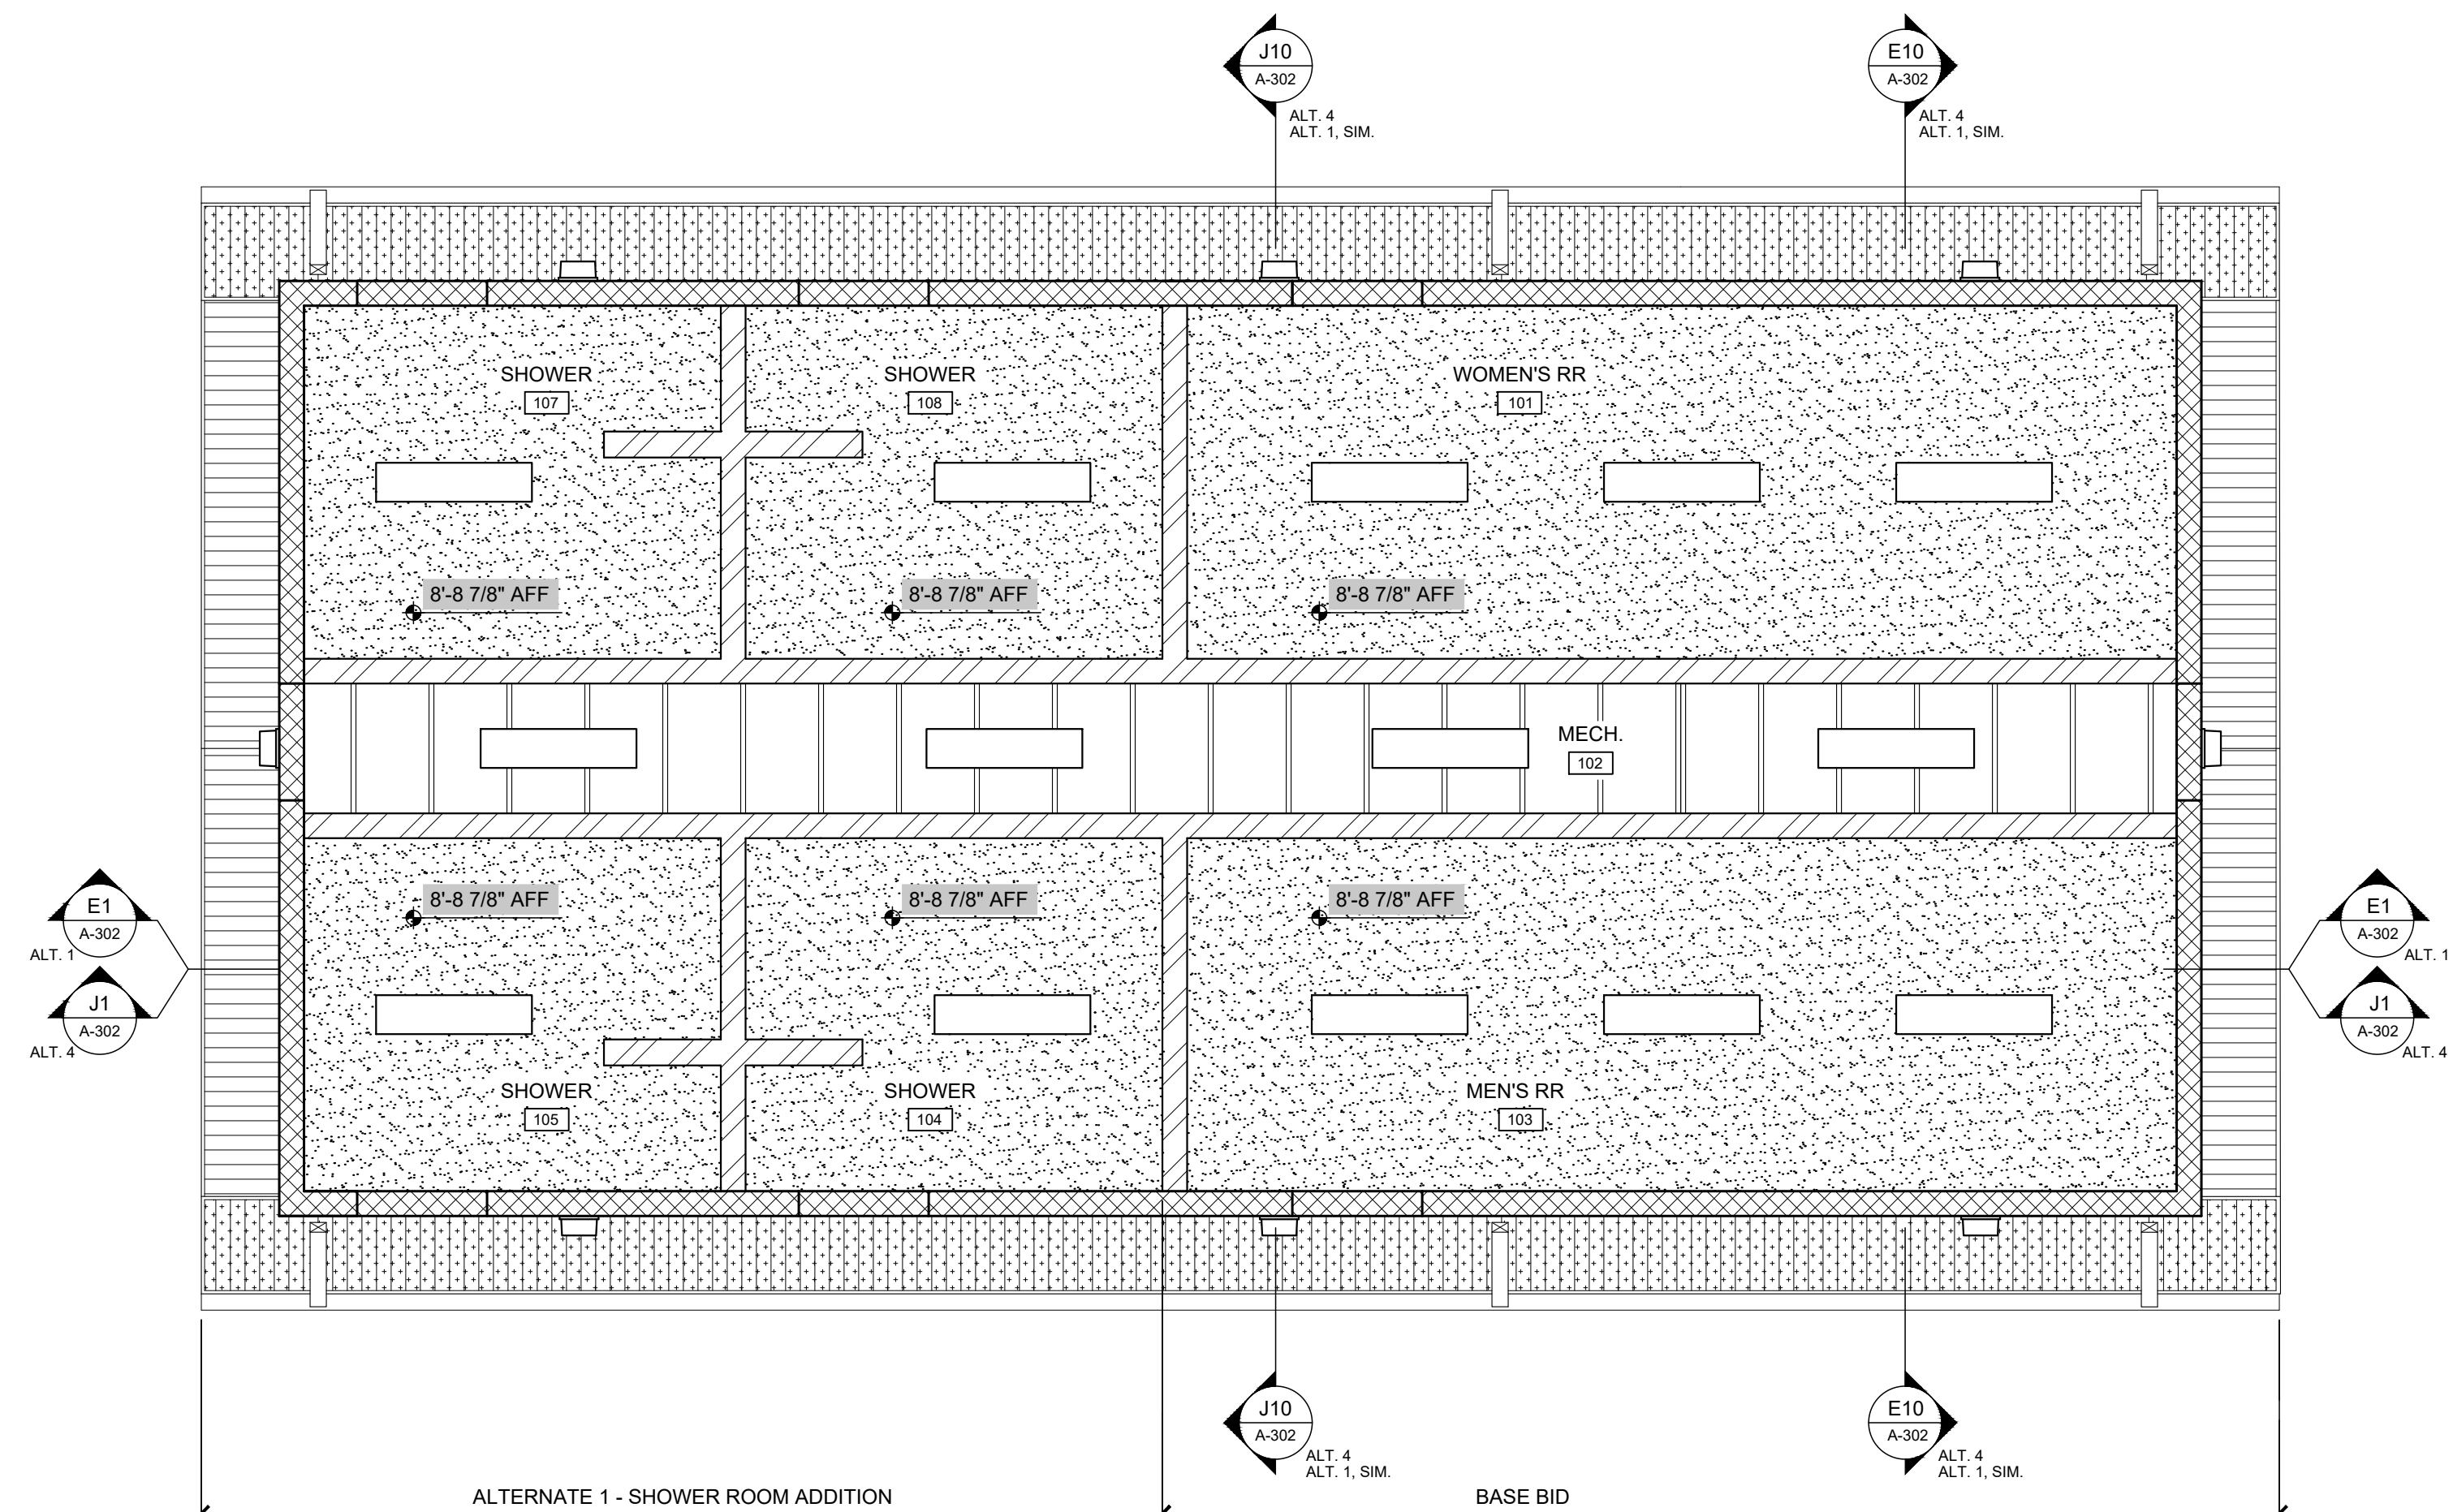 J10
A-302
ALT. 4
ALT. 1, SIM.
E10
A-302
ALT. 4
ALT. 1, SIM.
SHOWER
107
SHOWER
108
WOMEN'S RR
101
8'-8 7/8" AFF
8'-8 7/8" AFF
8'-8 7/8" AFF
MECH.
102
8'-8 7/8" AFF
8'-8 7/8" AFF
8'-8 7/8" AFF
E1
A-302
ALT. 1
J1
A-302
ALT. 4
E1
A-302
ALT. 1
J1
A-302
ALT. 4
SHOWER
105
SHOWER
104
MEN'S RR
103
J10
A-302
ALT. 4
ALT. 1, SIM.
E10
A-302
ALT. 4
ALT. 1, SIM.
ALTERNATE 1 - SHOWER ROOM ADDITION
BASE BID